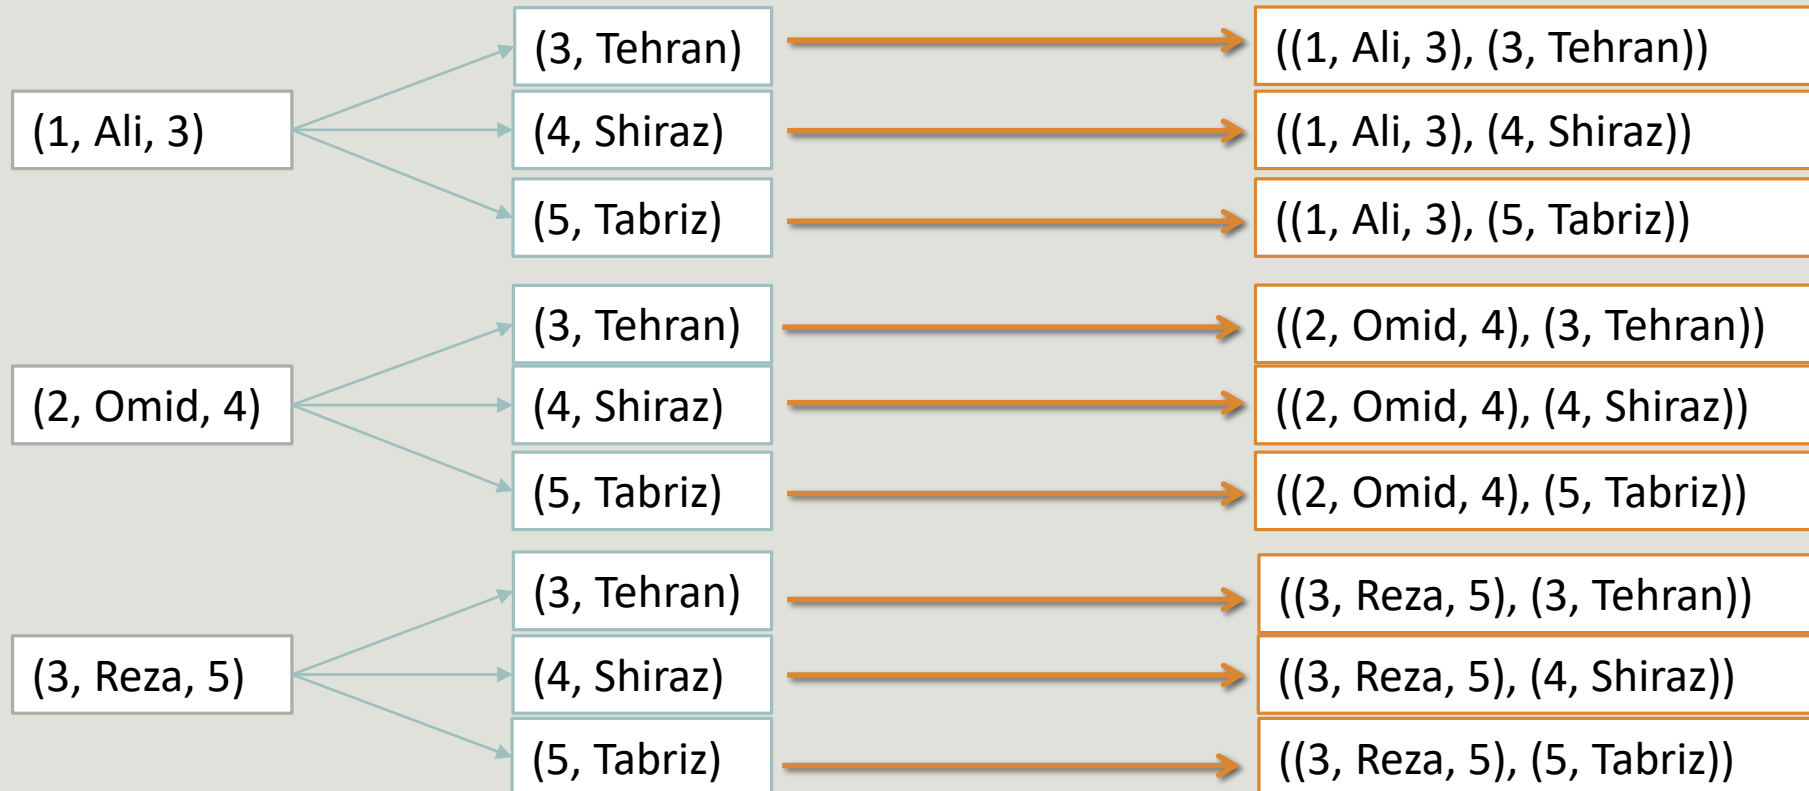 (3, Tehran) ((1, Ali, 3), (3, Tehran))
(1, Ali, 3) (4, Shiraz) ((1, Ali, 3), (4, Shiraz))
(5, Tabriz) ((1, Ali, 3), (5, Tabriz))
(3, Tehran) ((2, Omid, 4), (3, Tehran))
(2, Omid, 4) (4, Shiraz) ((2, Omid, 4), (4, Shiraz))
(5, Tabriz) ((2, Omid, 4), (5, Tabriz))
(3, Tehran) ((3, Reza, 5), (3, Tehran))
(3, Reza, 5) (4, Shiraz) ((3, Reza, 5), (4, Shiraz))
(5, Tabriz) ((3, Reza, 5), (5, Tabriz))